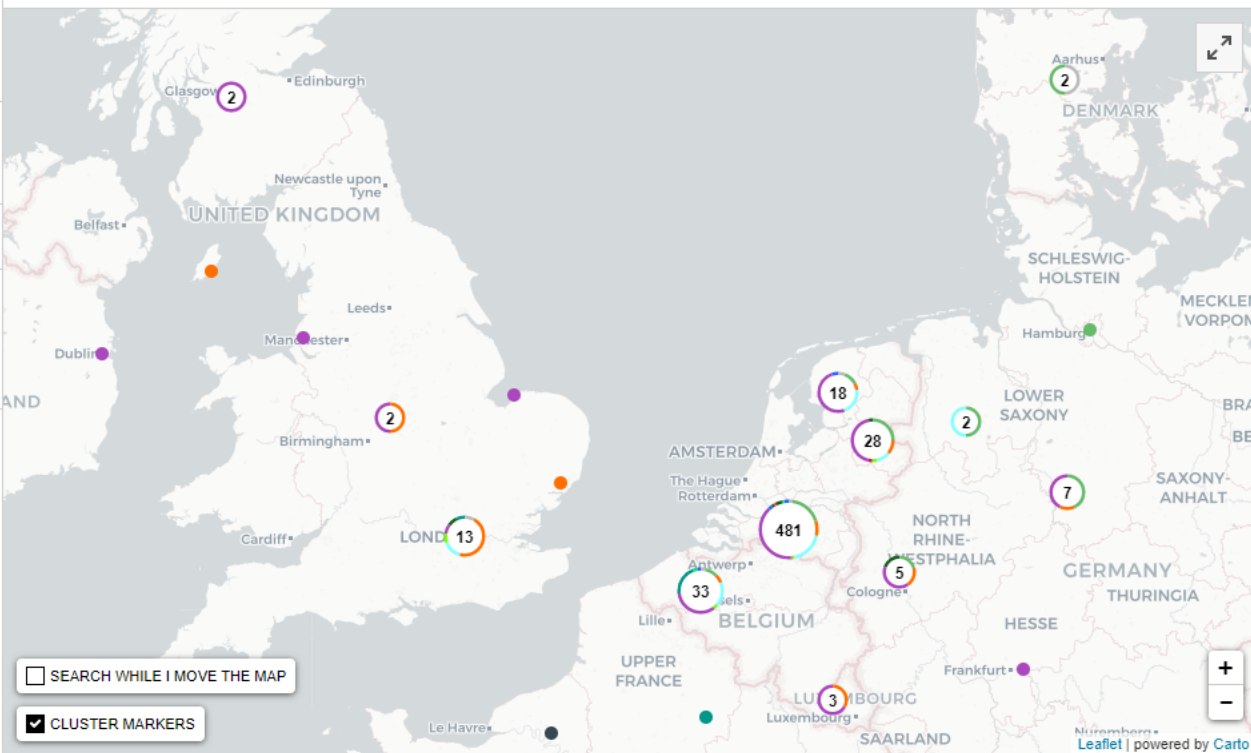 Aarhus
2
DENMARK
Edinburgh
Glasgow
2
Newcastle upon
Tyne
UNITED KINGDOM
Belfast
SCHLESWIG-
HOLSTEIN
MECKLEN
VORPOM
Leeds
Hamburg
Manchester
Dublin
18
AND
LOWER
SAXONY
BRA
BE
2
2
Birmingham
28
AMSTERDAM
The Hague
Rotterdam
7
SAXONY-
ANHALT
481
NORTH
RHINE-
WESTPHALIA
Cardiff
LOND
13
Antwerp
5
GERMANY
Cologne
THURINGIA
33
sels
Lille
BELGIUM
HESSE
UPPER
FRANCE
Frankfurt
SEARCH WHILE I MOVE THE MAP
+
3
LUXEMBOURG
Luxembourg
−
CLUSTER MARKERS
Le Havre
SAARLAND
Nuremberg
Leaflet | powered by Carto